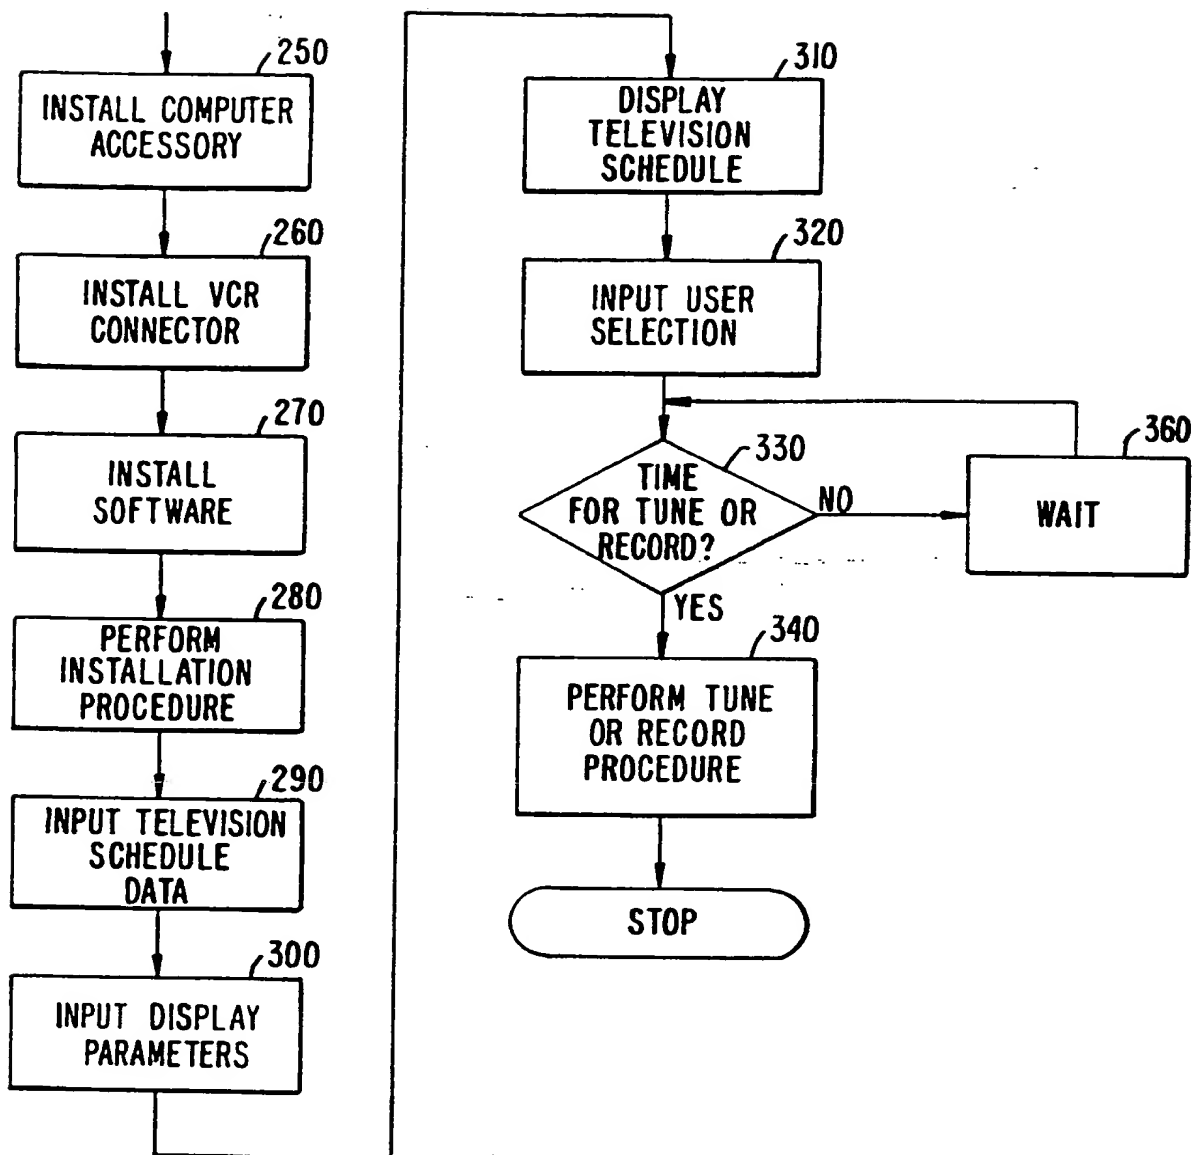 250
INSTALL COMPUTER
ACCESSORY
260
INSTALL VCR
CONNECTOR
270
INSTALL
SOFTWARE
280
PERFORM
INSTALLATION
PROCEDURE
290
INPUT TELEVISION
SCHEDULE
DATA
300
INPUT DISPLAY
PARAMETERS
310
DISPLAY
TELEVISION
SCHEDULE
320
INPUT USER
SELECTION
330
TIME
FOR TUNE OR
RECORD?
NO
360
WAIT
YES
340
PERFORM TUNE
OR RECORD
PROCEDURE
STOP